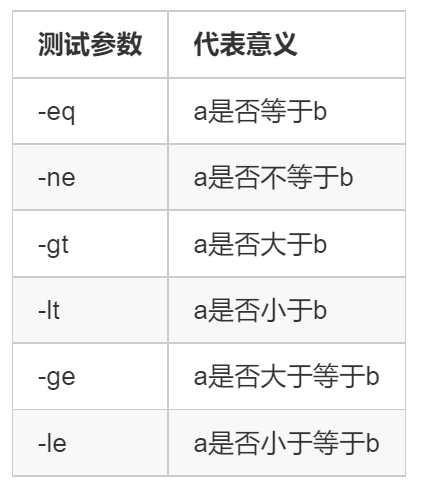 测试参数 代表意义
-eq a是否等于b
-ne a是否不等于b
-gt a是否大于b
-lt a是否小于b
-ge a是否大于等于b
-le a是否小于等于b